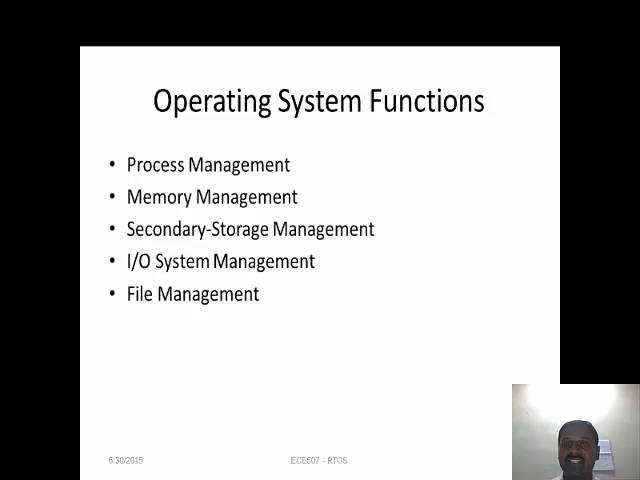 Operating System Functions
• Process Management
• Memory Management
• Secondary-Storage Management
• I/O System Management
• File Management
6/30/2015
ECE507 - RTOS